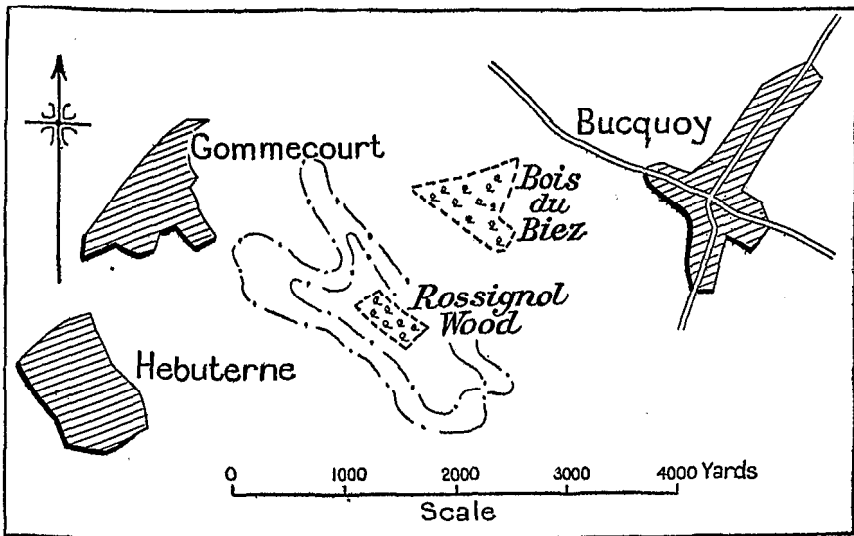 Gommecourt
Bucquoy
Bois
du
Biez
Rossignol
Wood
Hebuterne
0 1000 2000 3000 4000 Yards
Scale